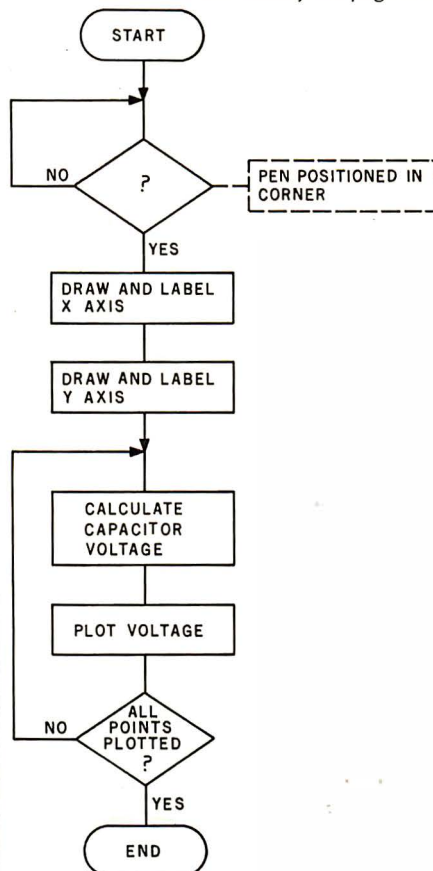 START
NO
?
PEN POSITIONED IN
CORNER
YES
DRAW AND LABEL
X AXIS
DRAW AND LABEL
Y AXIS
CALCULATE
CAPACITOR
VOLTAGE
PLOT VOLTAGE
NO
ALL
POINTS
PLOTTED
?
YES
END